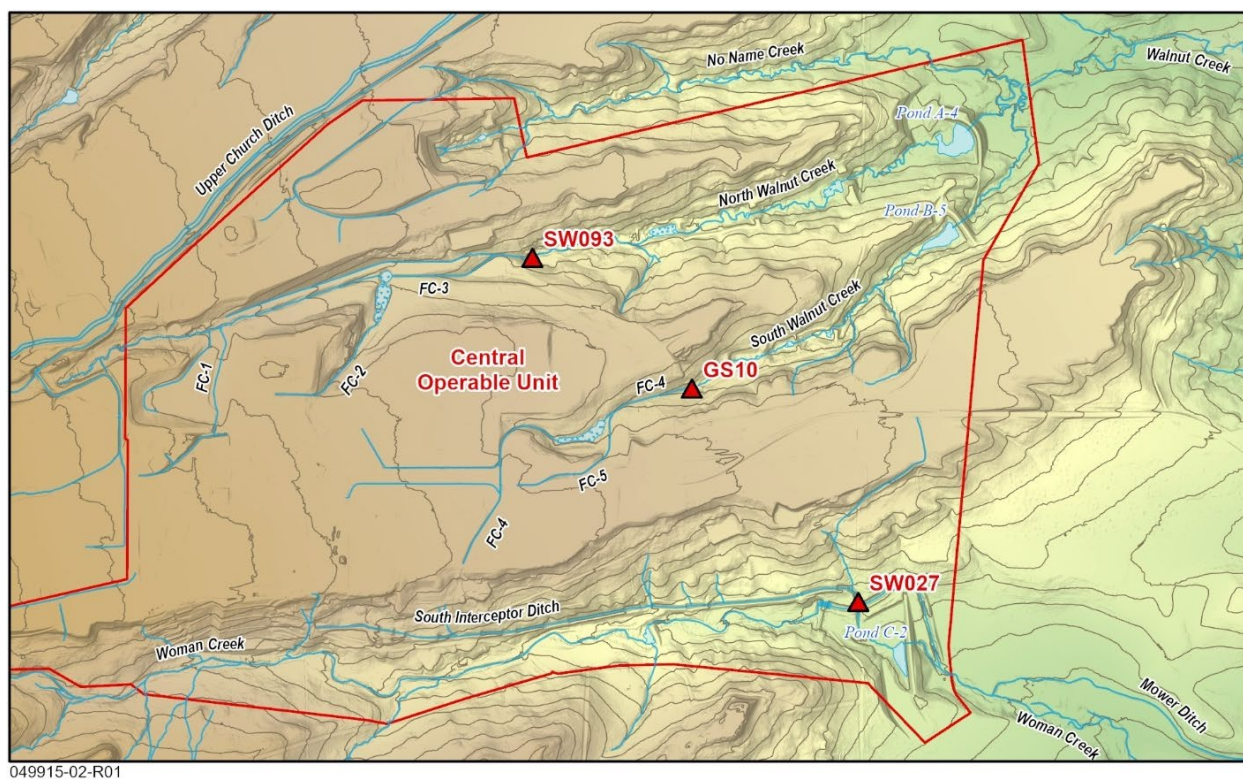 No Name Creek
Walnut Creek
Pond A-4
Upper Church Ditch
North Walnut Creek
Pond B-5
SW093
FC-3
South Walnut Creek
FC-1
FC-2
Central
Operable Unit
GS10
FC-4
FC-5
FC-4
SW027
South Interceptor Ditch
Pond C-2
Woman Creek
Mower Ditch
Woman Creek
049915-02-R01